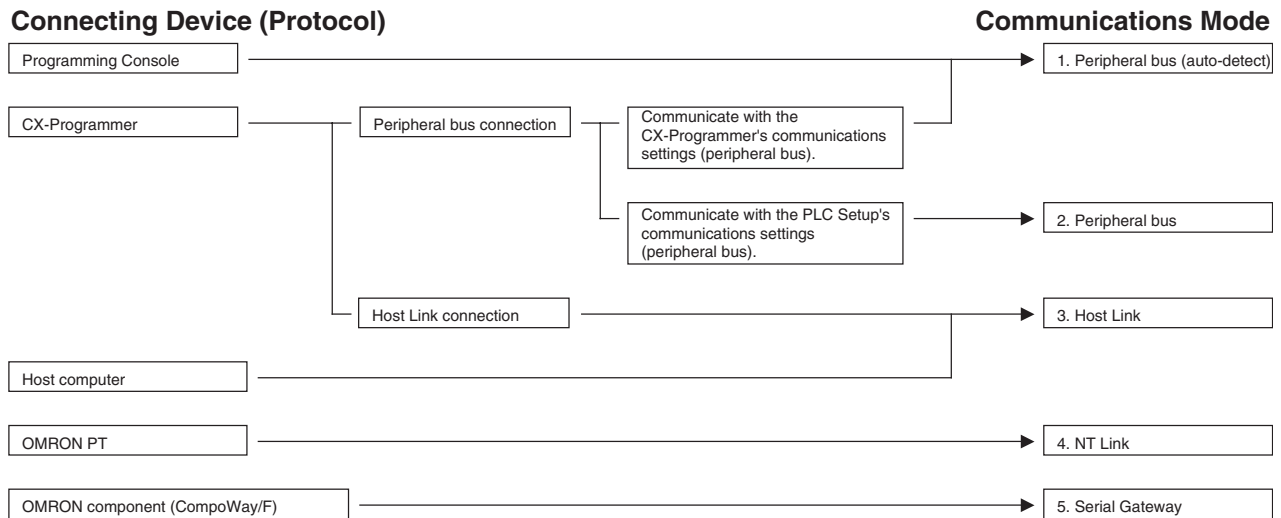 Connecting Device (Protocol)
Communications Mode
Programming Console
1. Peripheral bus (auto-detect)
CX-Programmer
Peripheral bus connection
Communicate with the
CX-Programmer's communications
settings (peripheral bus).
Communicate with the PLC Setup's
communications settings
(peripheral bus).
2. Peripheral bus
Host Link connection
3. Host Link
Host computer
OMRON PT
4. NT Link
OMRON component (CompoWay/F)
5. Serial Gateway